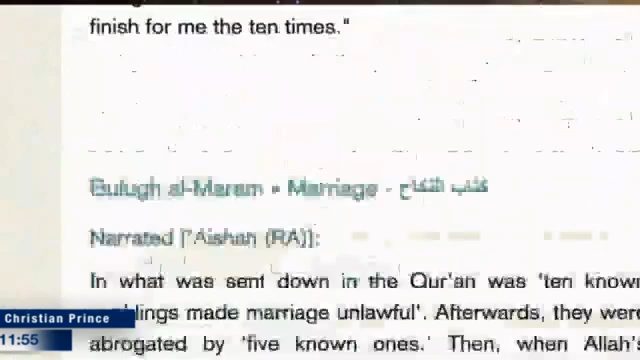 finish for me the ten times."
Bulugh al-Maram » Marriage - كتاب النكاح
Narrated ['Aishah (RA)]:
In what was sent down in the Qur'an was 'ten known
made marriage unlawful'. Afterwards, they were
abrogated by 'five known ones.' Then, when Allah's
Christian Prince
11:55